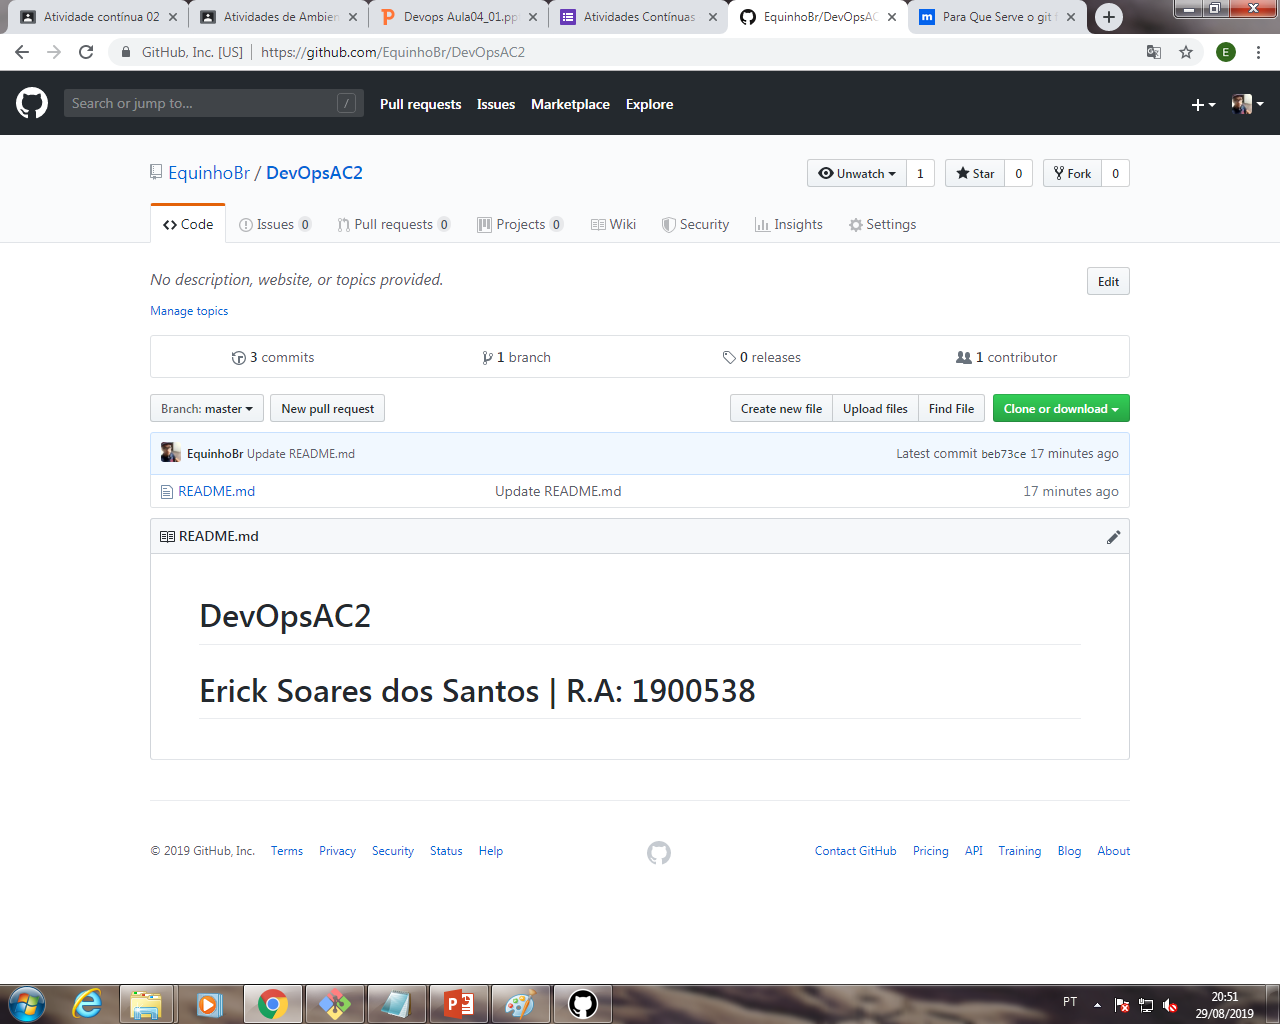 Atividade contínua 02
Atividades de Ambien
Devops Aula04_01.pp
Atividades Contínuas
EquinhoBr/DevOpsAC
Para Que Serve o git
GitHub, Inc. [US] | https://github.com/EquinhoBr/DevOpsAC2
E
Search or jump to... /
Pull requests Issues Marketplace Explore
EquinhoBr / DevOpsAC2
Unwatch 1 Star 0 Fork 0
Code Issues 0 Pull requests 0 Projects 0 Wiki Security Insights Settings
No description, website, or topics provided.
Edit
Manage topics
3 commits 1 branch 0 releases 1 contributor
Branch: master New pull request Create new file Upload files Find File Clone or download
EquinhoBr Update README.md Latest commit beb73ce 17 minutes ago
README.md Update README.md 17 minutes ago
README.md
DevOpsAC2
Erick Soares dos Santos | R.A: 1900538
© 2019 GitHub, Inc. Terms Privacy Security Status Help Contact GitHub Pricing API Training Blog About
PT 20:51
29/08/2019